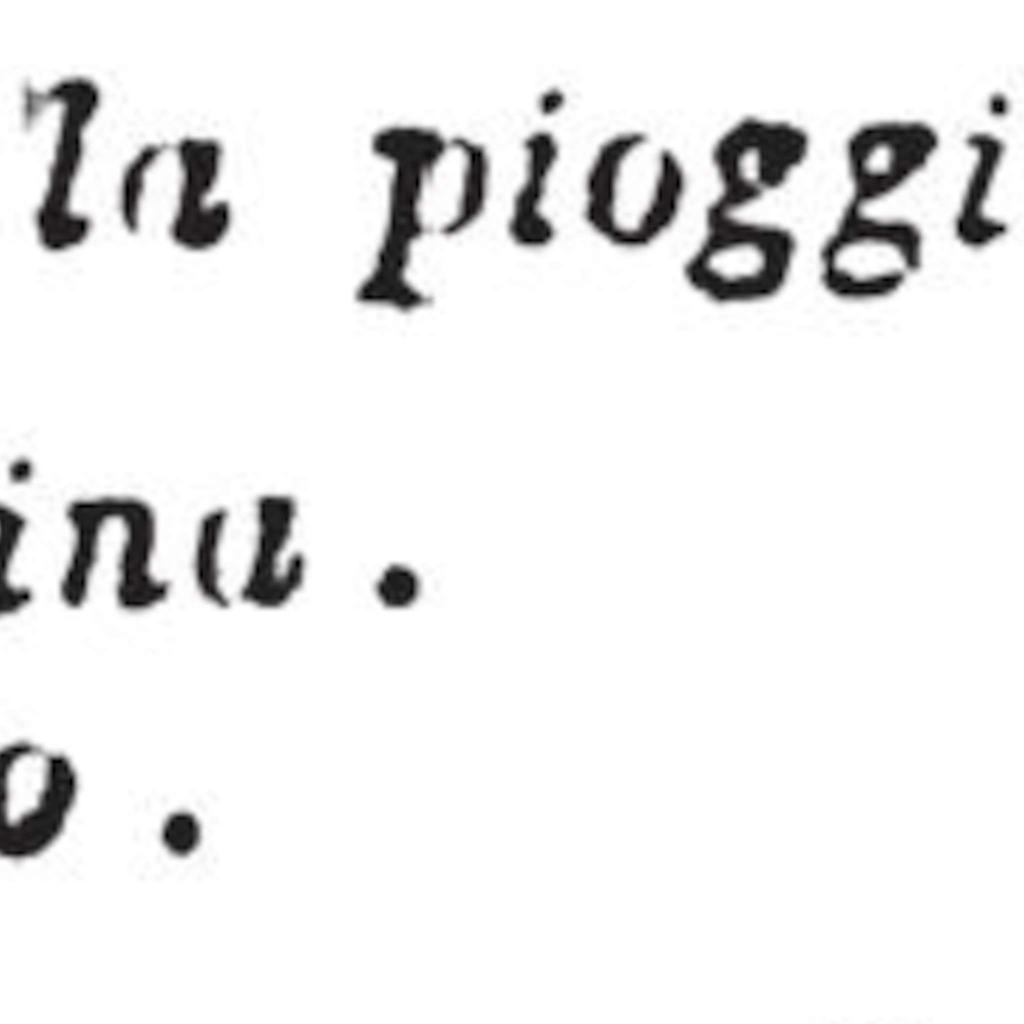 la pioggi
ina .
o .